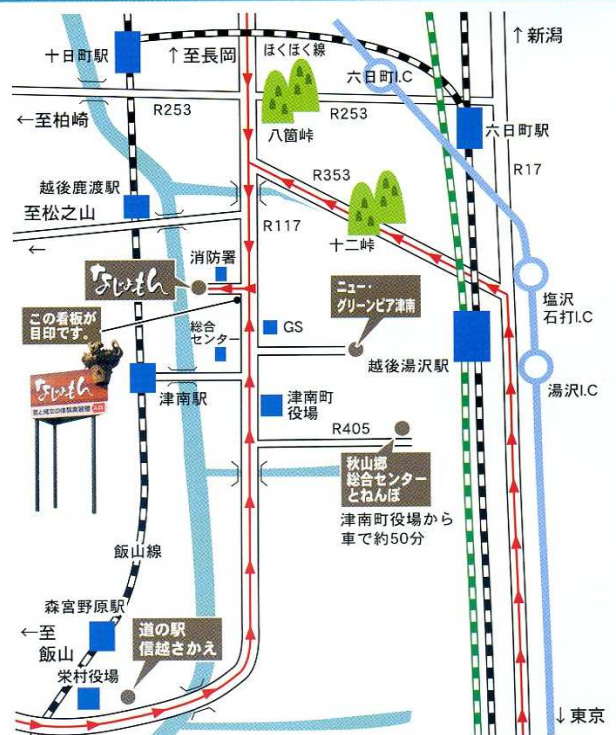 十日町駅
↑至長岡
ほくほく線
↑新潟
六日町I.C
R253
R253
←至柏崎
八箇峠
六日町駅
R17
R353
越後鹿渡駅
至松之山
←
R117
十二峠
消防署
なじょもん
ニュー・
グリーンピア津南
この看板が
目印です。
塩沢
石打I.C
総合
センター
GS
越後湯沢駅
なじょもん
津南駅
津南町
役場
湯沢I.C
R405
秋山郷
総合センター
とねんぼ
津南町役場から
車で約50分
飯山線
森宮野原駅
←至
飯山
道の駅
信越さかえ
栄村役場
↓東京